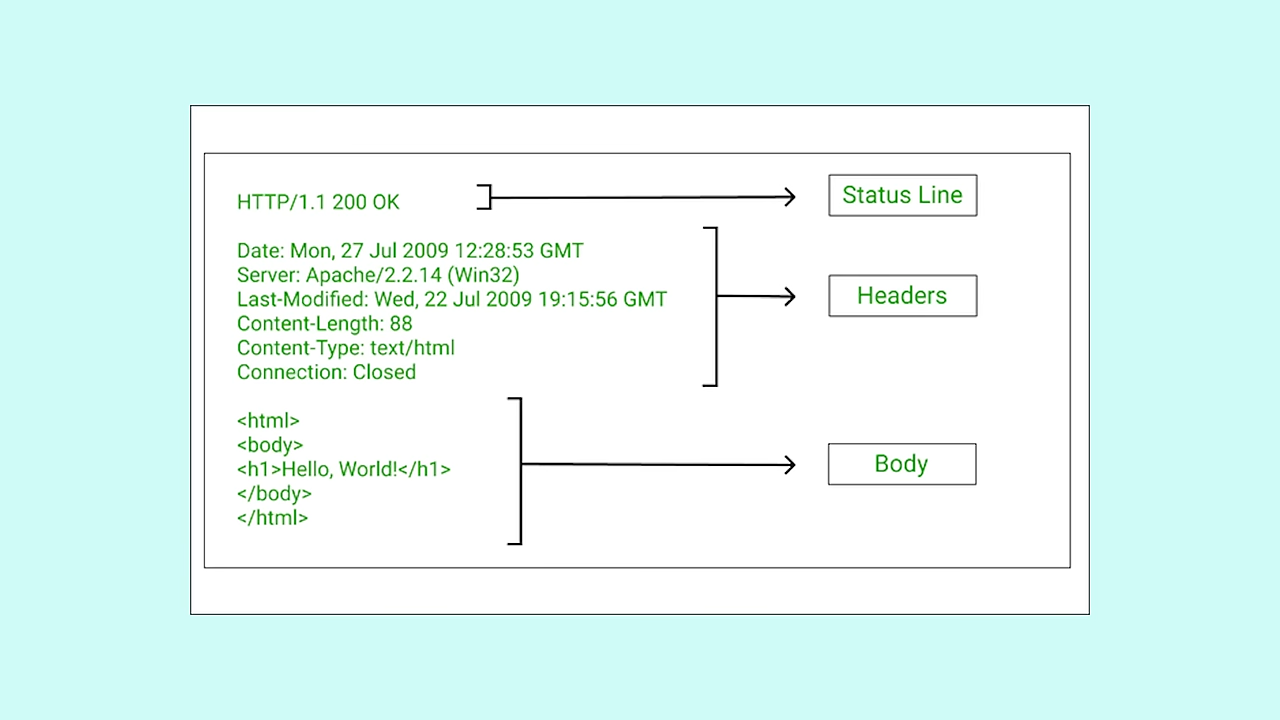 HTTP/1.1 200 OK
Status Line
Date: Mon, 27 Jul 2009 12:28:53 GMT
Server: Apache/2.2.14 (Win32)
Last-Modified: Wed, 22 Jul 2009 19:15:56 GMT
Content-Length: 88
Content-Type: text/html
Connection: Closed
Headers
<html>
<body>
<h1>Hello, World!</h1>
</body>
</html>
Body